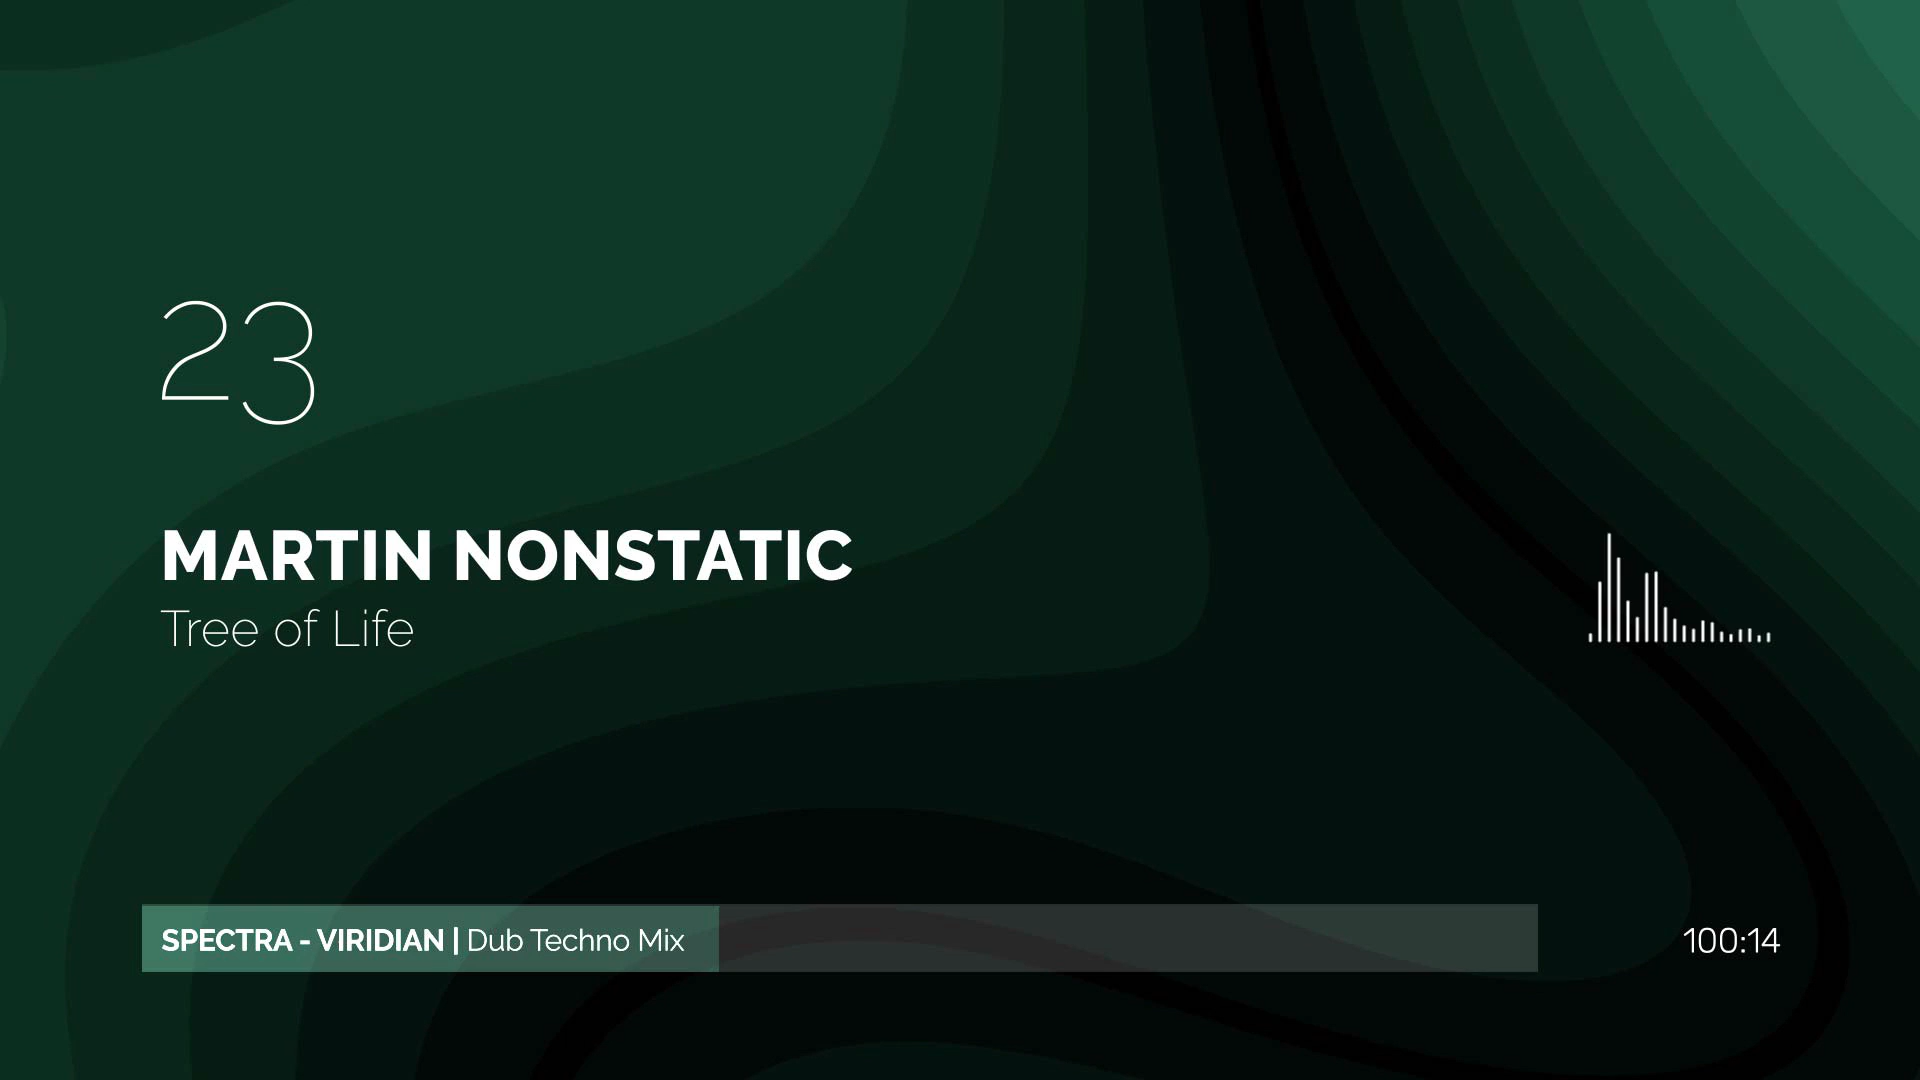 23
MARTIN NONSTATIC
Tree of Life
SPECTRA - VIRIDIAN | Dub Techno Mix
100:14